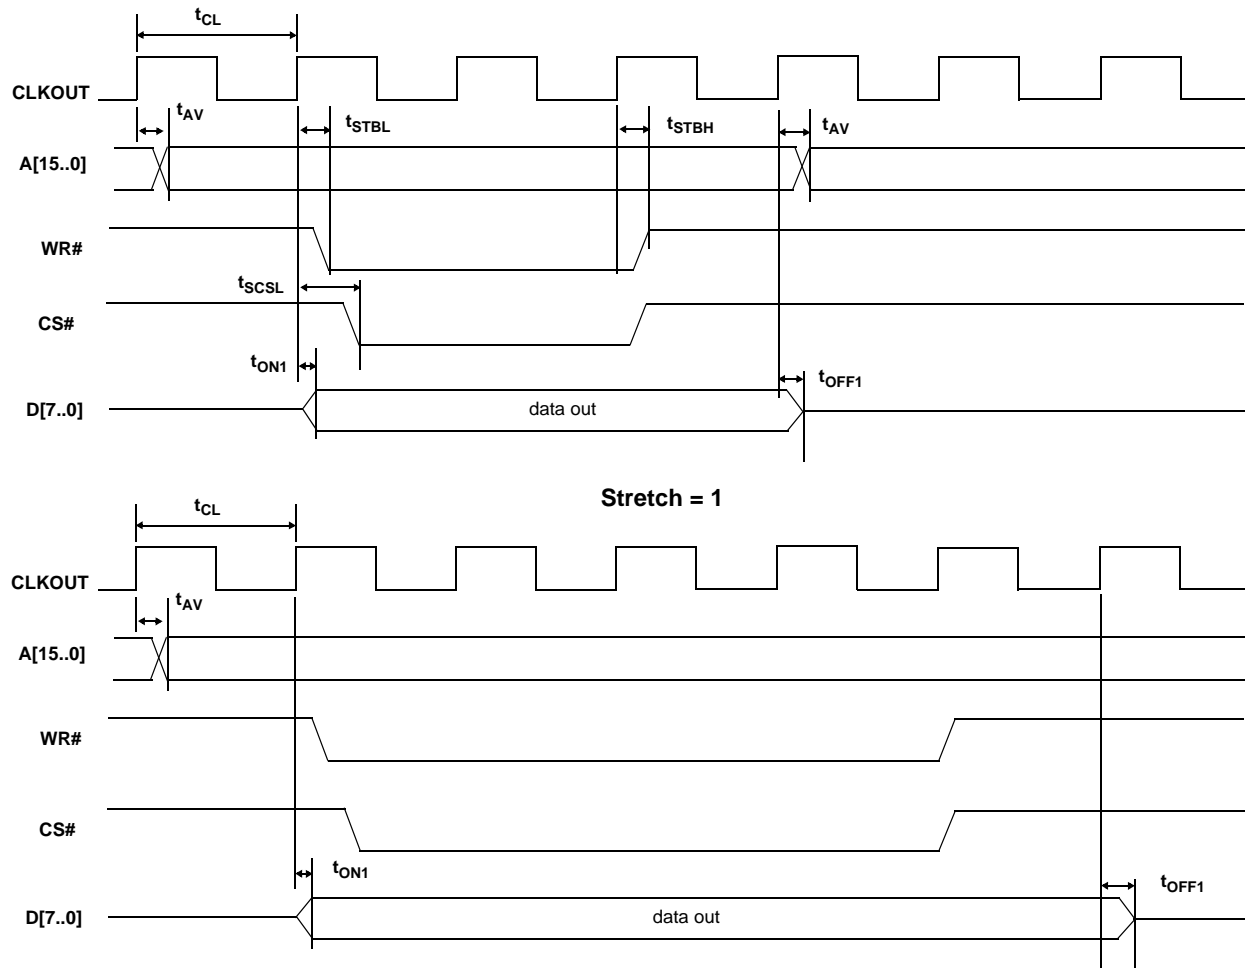 tCL
CLKOUT
tAV
tSTBL
tSTBH
tAV
A[15..0]
WR#
tSCSL
CS#
tON1
tOFF1
D[7..0]
data out
Stretch = 1
tCL
CLKOUT
tAV
A[15..0]
WR#
CS#
tON1
tOFF1
D[7..0]
data out